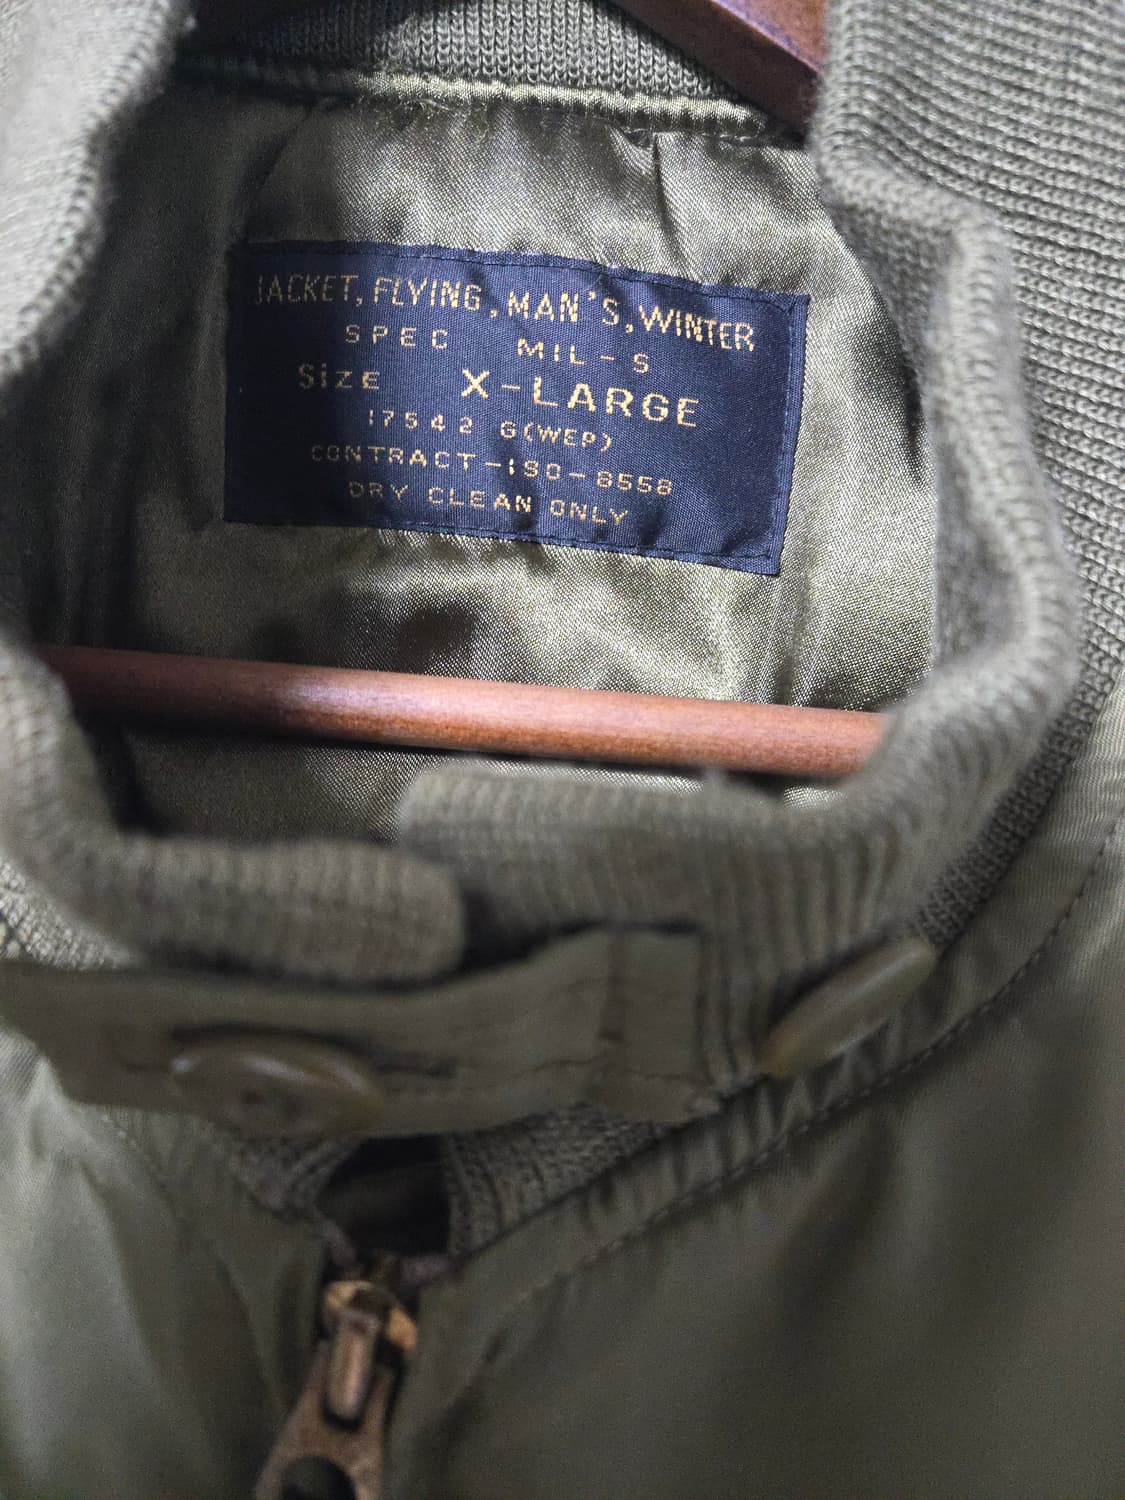 JACKET, FLYING, MAN'S, WINTER
SPEC MIL-S
SiZE X-LARGE
17542 G(WEP)
CONTRACT-ISO-8558
DRY CLEAN ONLY